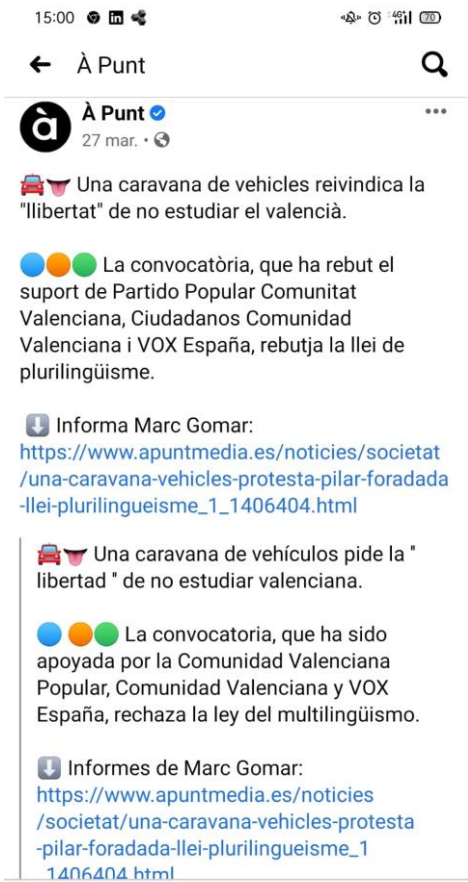 15:00
4G+
70
À Punt
À Punt
27 mar.
Una caravana de vehicles reivindica la
"llibertat" de no estudiar el valencià.
La convocatòria, que ha rebut el
suport de Partido Popular Comunitat
Valenciana, Ciudadanos Comunidad
Valenciana i VOX España, rebutja la llei de
plurilingüisme.
Informa Marc Gomar:
https://www.apuntmedia.es/noticies/societat
/una-caravana-vehicles-protesta-pilar-foradada
-llei-plurilingueisme_1_1406404.html
Una caravana de vehículos pide la "
libertad " de no estudiar valenciana.
La convocatoria, que ha sido
apoyada por la Comunidad Valenciana
Popular, Comunidad Valenciana y VOX
España, rechaza la ley del multilingüismo.
Informes de Marc Gomar:
https://www.apuntmedia.es/noticies
/societat/una-caravana-vehicles-protesta
-pilar-foradada-llei-plurilingueisme_1
_1406404.html